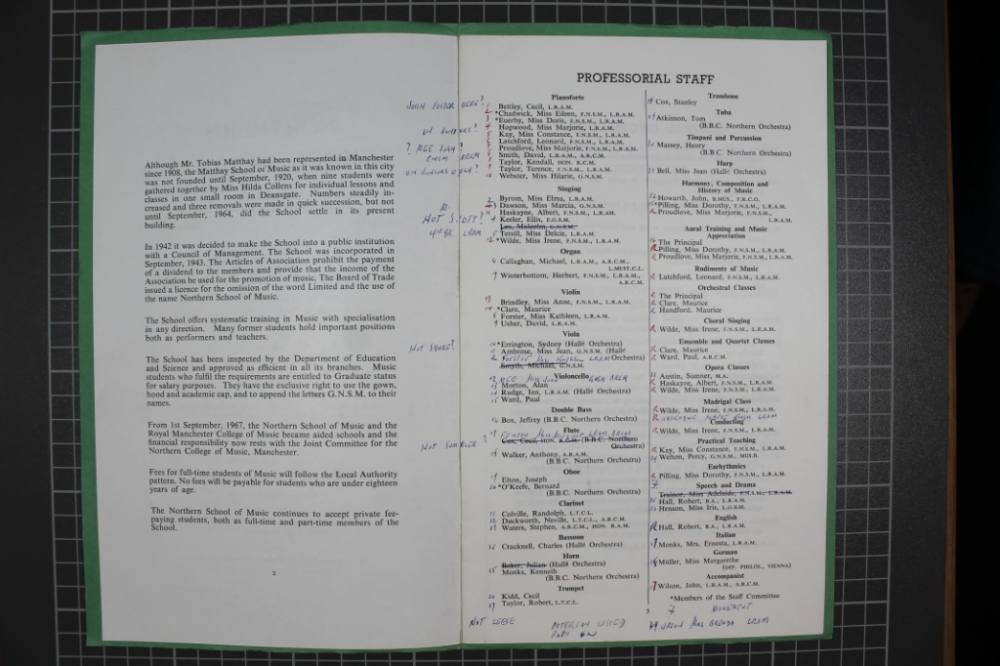 Although Mr. Tobias Matthay had been represented in Manchester
since 1908, the Matthay School of Music as it was known in this city
was not founded until September, 1920, when nine students were
gathered together by Miss Hilda Collens for individual lessons and
classes in one small room in Deansgate. Numbers steadily in-
creased and three removals were made in quick succession, but not
until September, 1964, did the School settle in its present
building.
In 1942 it was decided to make the School into a public institution
with a Council of Management. The School was incorporated in
September, 1943. The Articles of Association prohibit the payment
of a dividend to the members and provide that the income of the
Association be used for the promotion of music. The Board of Trade
issued a licence for the omission of the word Limited and the use of
the name Northern School of Music.
The School offers systematic training in Music with specialisation
in any direction. Many former students hold important positions
both as performers and teachers.
The School has been inspected by the Department of Education
and Science and approved as efficient in all its branches. Music
students who fulfil the requirements are entitled to Graduate status
for salary purposes. They have the exclusive right to use the gown,
hood and academic cap, and to append the letters G.N.S.M. to their
names.
From 1st September, 1967, the Northern School of Music and the
Royal Manchester College of Music became aided schools and the
financial responsibility now rests with the Joint Committee for the
Northern College of Music, Manchester.
Fees for full-time students of Music will follow the Local Authority
pattern. No fees will be payable for students who are under eighteen
years of age.
The Northern School of Music continues to accept private fee-
paying students, both as full-time and part-time members of the
School.
2
PROFESSORIAL STAFF
Pianoforte
Bettley, Cecil, L.R.A.M.
*Chadwick, Miss Eileen, F.N.S.M., L.R.A.M.
*Euerby, Miss Doris, F.N.S.M., L.R.A.M.
Hopwood, Miss Marjorie, L.R.A.M.
Key, Miss Constance, F.N.S.M., L.R.A.M.
Latchford, Leonard, F.N.S.M., L.R.A.M.
Proudlove, Miss Marjorie, F.N.S.M., L.R.A.M.
Smith, David, L.R.A.M., A.R.C.M.
Taylor, Kendall, HON. R.C.M.
Taylor, Terence, F.N.S.M., L.R.A.M.
Webster, Miss Hilarie, G.N.S.M.
Singing
Byrom, Miss Elma, L.R.A.M.
Dawson, Miss Marcia, G.N.S.M.
Haskayne, Albert, F.N.S.M., L.R.A.M.
Keeler, Elin, F.G.S.M.
Lea, Malcolm, G.N.S.M.
Tetsill, Miss Delcie, L.R.A.M.
*Wilde, Miss Irene, F.N.S.M., L.R.A.M.
Organ
Callaghan, Michael, L.R.A.M., A.R.C.M.,
L.MUST.C.L.
Winterbottom, Herbert, F.N.S.M., L.R.A.M.,
A.R.C.M.
Violin
Brindley, Miss Anne, F.N.S.M., L.R.A.M.
*Clare, Maurice
Forster, Miss Kathleen, L.R.A.M.
Usher, David, L.R.A.M.
Viola
*Errington, Sydney (Hallé Orchestra)
Ambrose, Miss Jean, G.N.S.M. (Hallé
Orchestra)
Smyth, Michael, G.N.S.M.
Violoncello
Morton, Alan
Rudge, Ian, L.R.A.M. (Hallé Orchestra)
Ward, Paul
Double Bass
Box, Jeffrey (B.B.C. Northern Orchestra)
Flute
Cox, Cecil, HON. R.A.M. (B.B.C. Northern
Orchestra)
Walker, Anthony, A.R.A.M.
(B.B.C. Northern Orchestra)
Oboe
Elton, Joseph
*O'Keefe, Bernard
(B.B.C. Northern Orchestra)
Clarinet
Colville, Randolph, L.T.C.L.
Duckworth, Neville, L.T.C.L., A.R.C.M.
Waters, Stephen, A.R.C.M., HON. R.A.M.
Bassoon
Cracknell, Charles (Hallé Orchestra)
Horn
Baker, Julian (Hallé Orchestra)
Monks, Kenneth
(B.B.C. Northern Orchestra)
Trumpet
Kidd, Cecil
Taylor, Robert, L.T.C.L.
Trombone
Cox, Stanley
Tuba
Atkinson, Tom
(B.B.C. Northern Orchestra)
Timpani and Percussion
Massey, Henry
(B.B.C. Northern Orchestra)
Harp
Bell, Miss Jean (Hallé Orchestra)
Harmony, Composition and
History of Music
Howarth, John, B.MUS., F.R.C.O.
Pilling, Miss Dorothy, F.N.S.M., L.R.A.M.
Proudlove, Miss Marjorie, F.N.S.M.,
L.R.A.M.
Aural Training and Music
Appreciation
The Principal
Pilling, Miss Dorothy, F.N.S.M., L.R.A.M.
Proudlove, Miss Marjorie, F.N.S.M., L.R.A.M.
Rudiments of Music
Latchford, Leonard, F.N.S.M., L.R.A.M.
Orchestral Classes
The Principal
Clare, Maurice
Handford, Maurice
Choral Singing
Wilde, Miss Irene, F.N.S.M., L.R.A.M.
Ensemble and Quartet Classes
Clare, Maurice
Ward, Paul, A.R.C.M.
Opera Classes
Austin, Sumner, M.A.
Haskayne, Albert, F.N.S.M., L.R.A.M.
Wilde, Miss Irene, F.N.S.M., L.R.A.M.
Madrigal Class
Wilde, Miss Irene, F.N.S.M., L.R.A.M.
Conducting
Wilde, Miss Irene, F.N.S.M., L.R.A.M.
Practical Teaching
Key, Miss Constance, F.N.S.M., L.R.A.M.
Welton, Percy, G.N.S.M., MUS.B.
Eurhythmics
Pilling, Miss Dorothy, F.N.S.M., L.R.A.M.
Speech and Drama
Trainor, Miss Adelaide, F.N.S.M., L.R.A.M.
Hall, Robert, B.A., L.R.A.M.
Henson, Miss Iris, L.G.S.M.
English
Hall, Robert, B.A., L.R.A.M.
Italian
Monks, Mrs. Ernesta, L.R.A.M.
German
Müller, Miss Margarethe
(DIP. PHILOL., VIENNA)
Accompanist
Wilson, John, L.R.A.M., A.R.C.M.
*Members of the Staff Committee
3